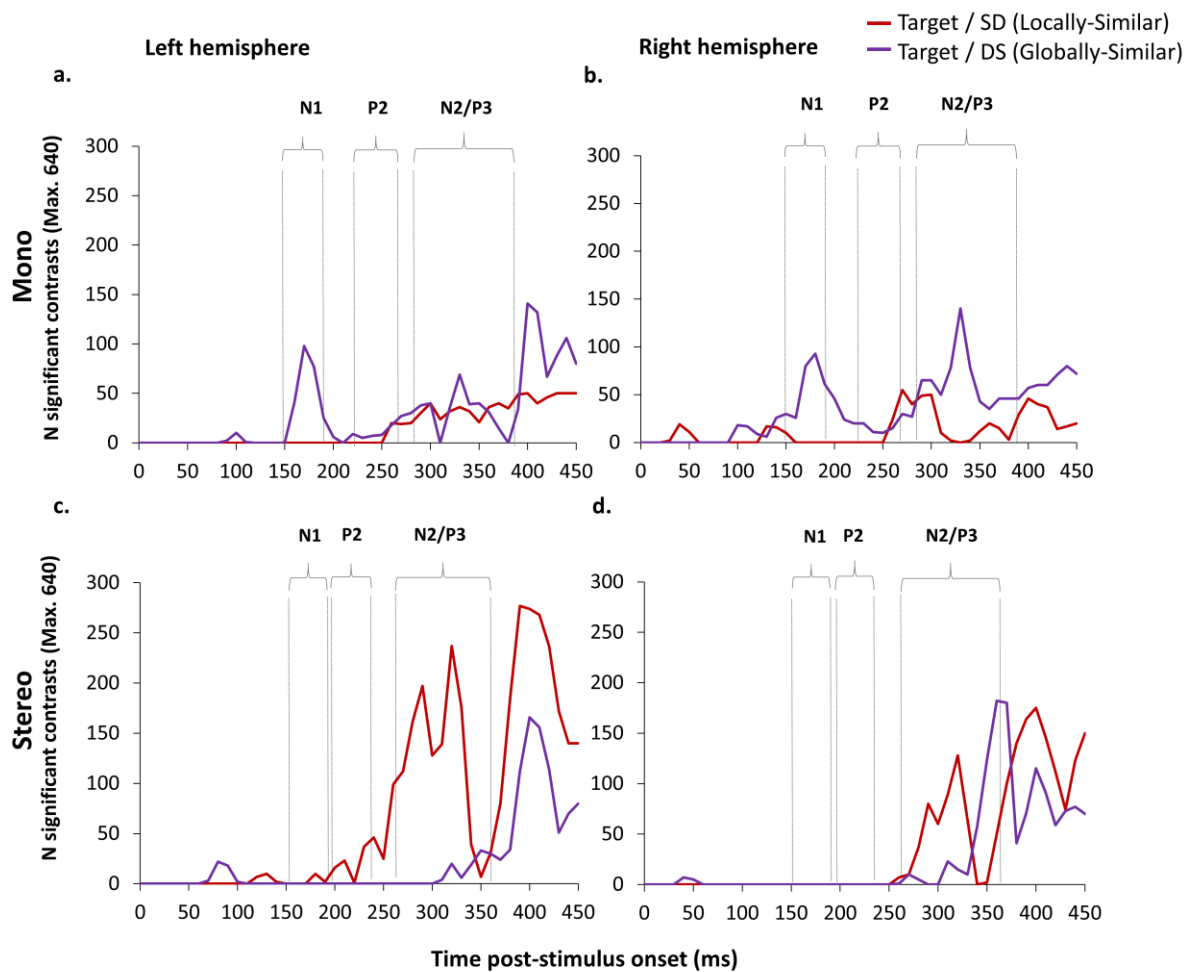 Target / SD (Locally-Similar)
Target / DS (Globally-Similar)
Left hemisphere
Right hemisphere
a.
b.
N1 P2 N2/P3
N1 P2 N2/P3
Mono
N significant contrasts (Max. 640)
300
250
200
150
100
50
0
0 50 100 150 200 250 300 350 400 450
300
250
200
150
100
50
0
0 50 100 150 200 250 300 350 400 450
c.
d.
N1 P2 N2/P3
N1 P2 N2/P3
Stereo
N significant contrasts (Max. 640)
300
250
200
150
100
50
0
0 50 100 150 200 250 300 350 400 450
300
250
200
150
100
50
0
0 50 100 150 200 250 300 350 400 450
Time post-stimulus onset (ms)